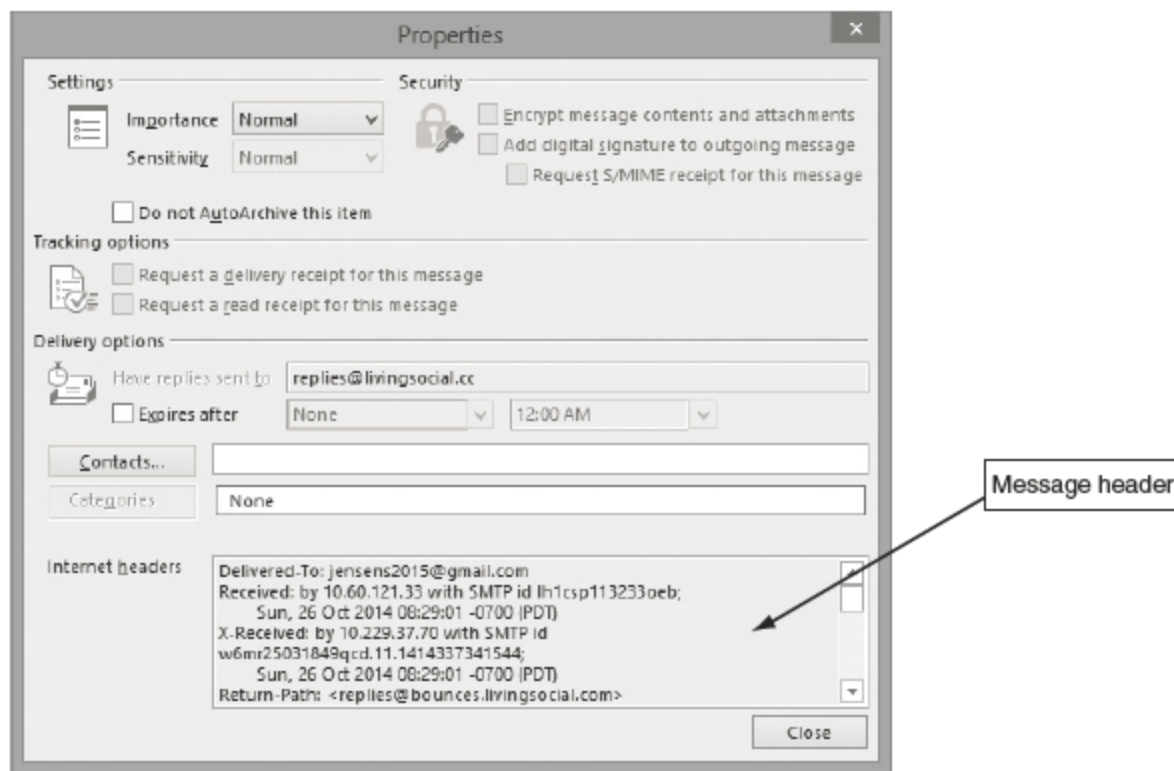 Properties
Settings
Security
Importance Normal
Encrypt message contents and attachments
Sensitivity Normal
Add digital signature to outgoing message
Request S/MIME receipt for this message
Do not AutoArchive this item
Tracking options
Request a delivery receipt for this message
Request a read receipt for this message
Delivery options
Have replies sent to replies@livingsocial.cc
Expires after None 12:00 AM
Contacts...
Categories None
Message header
Internet headers
Delivered-To: jensens2015@gmail.com
Received: by 10.60.121.33 with SMTP id lh1csp113233oeb;
Sun, 26 Oct 2014 08:29:01 -0700 (PDT)
X-Received: by 10.229.37.70 with SMTP id
w6mr25031849qcd.11.1414337341544;
Sun, 26 Oct 2014 08:29:01 -0700 (PDT)
Return-Path: <replies@bounces.livingsocial.com>
Close